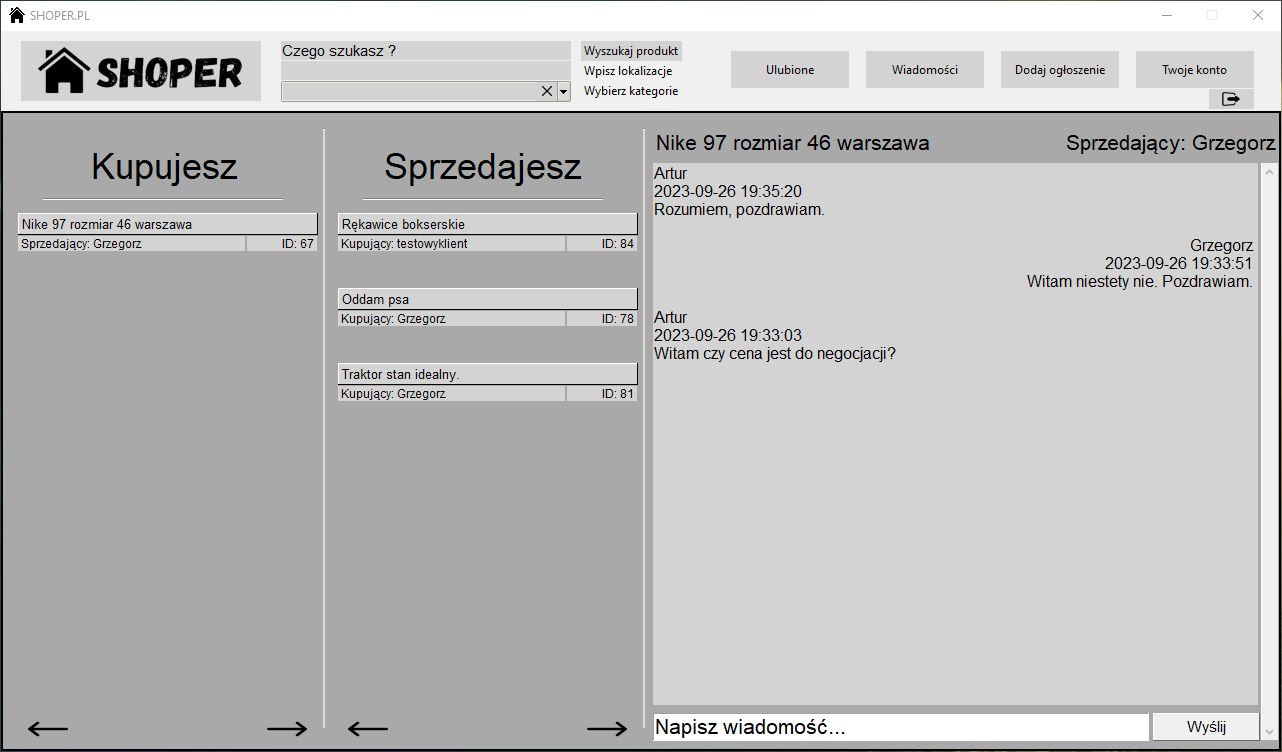 SHOPER.PL
SHOPER
Czego szukasz ?
Wyszukaj produkt
Wpisz lokalizacje
Wybierz kategorie
Ulubione
Wiadomości
Dodaj ogłoszenie
Twoje konto
Kupujesz
Nike 97 rozmiar 46 warszawa
Sprzedający: Grzegorz
ID: 67
Sprzedajesz
Rękawice bokserskie
Kupujący: testowyklient
ID: 84
Oddam psa
Kupujący: Grzegorz
ID: 78
Traktor stan idealny.
Kupujący: Grzegorz
ID: 81
Nike 97 rozmiar 46 warszawa
Sprzedający: Grzegorz
Artur
2023-09-26 19:35:20
Rozumiem, pozdrawiam.
Grzegorz
2023-09-26 19:33:51
Witam niestety nie. Pozdrawiam.
Artur
2023-09-26 19:33:03
Witam czy cena jest do negocjacji?
Napisz wiadomość...
Wyślij